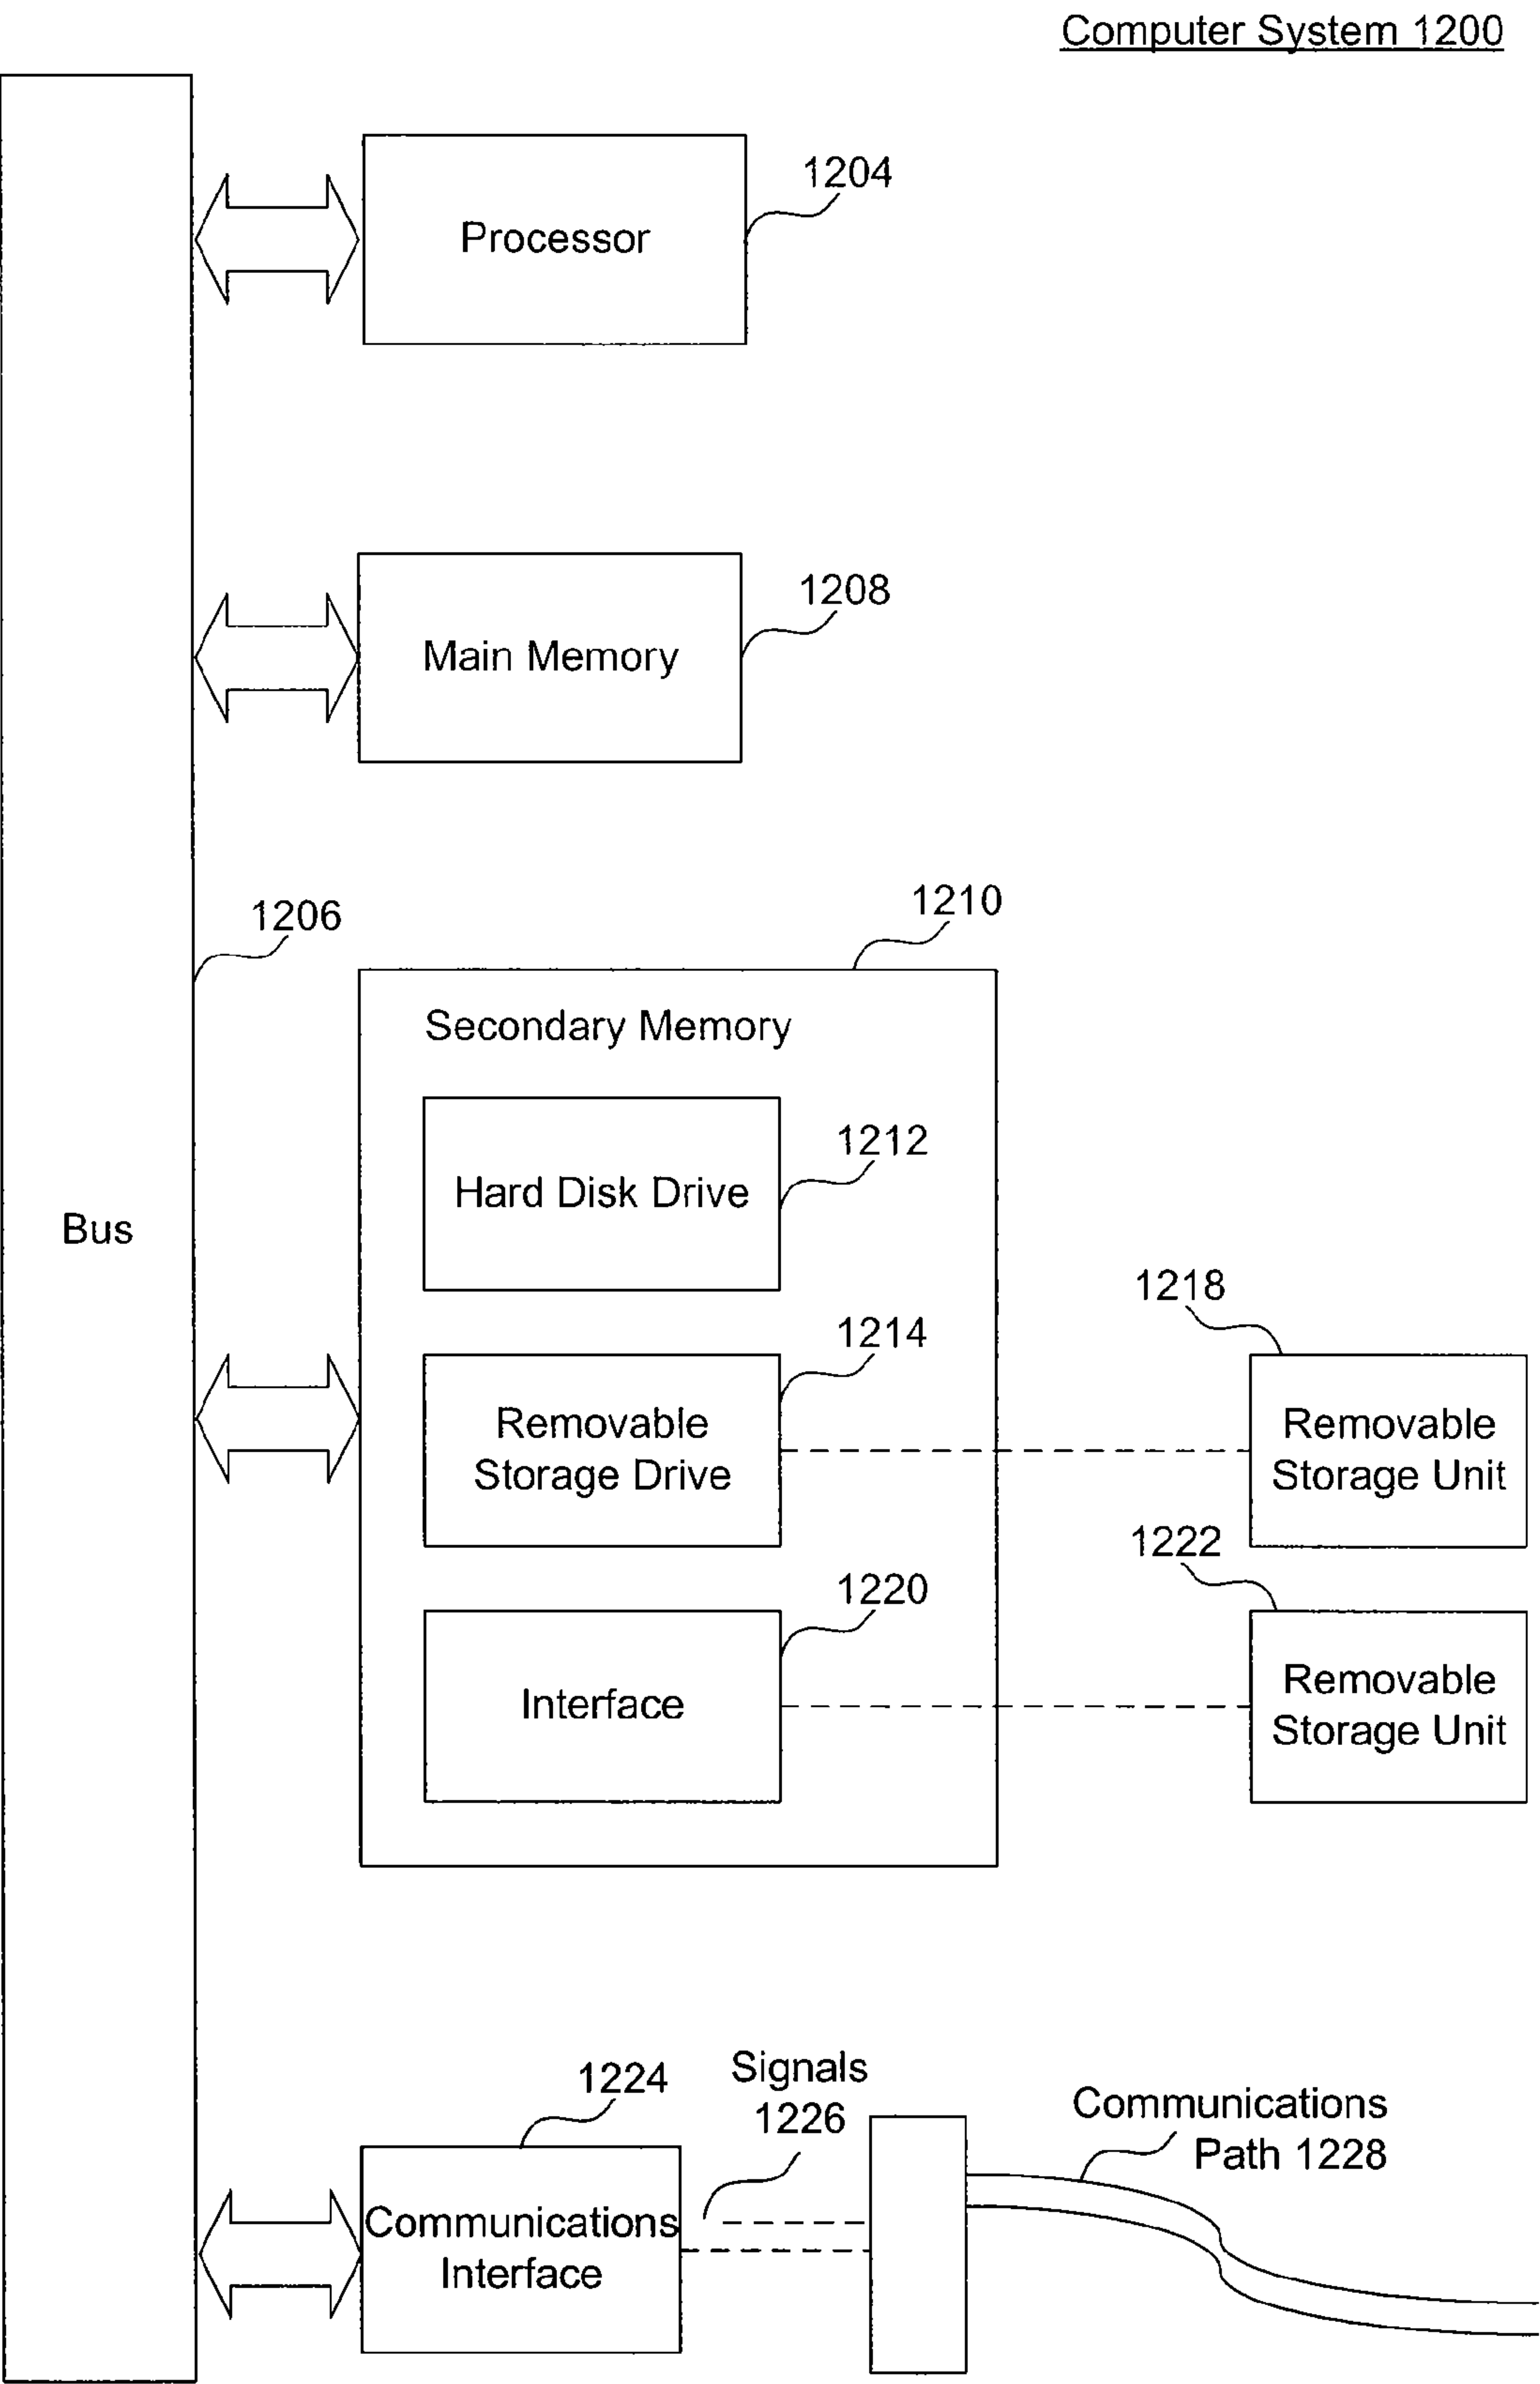 Computer System 1200
1204
Processor
1208
Main Memory
1206
1210
Secondary Memory
1212
Hard Disk Drive
Bus
1218
1214
Removable
Storage Drive
Removable
Storage Unit
1222
1220
Interface
Removable
Storage Unit
1224
Signals
1226
Communications
Path 1228
Communications
Interface